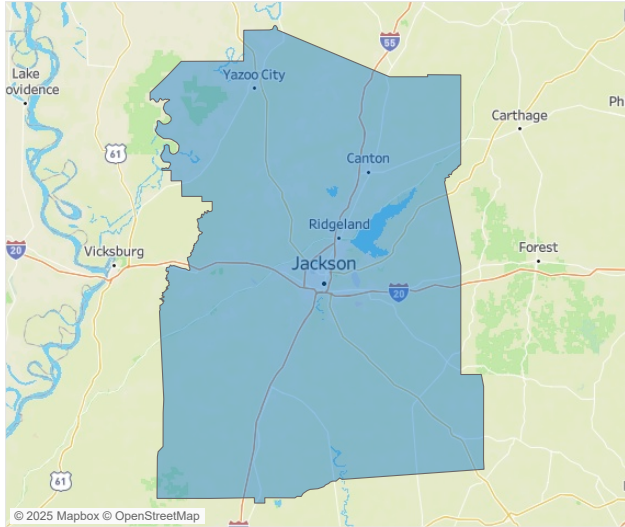 55
Lake
ovidence
Yazoo City
Carthage
Ph
61
Canton
Ridgeland
20
Vicksburg
Forest
Jackson
20
61
© 2025 Mapbox © OpenStreetMap